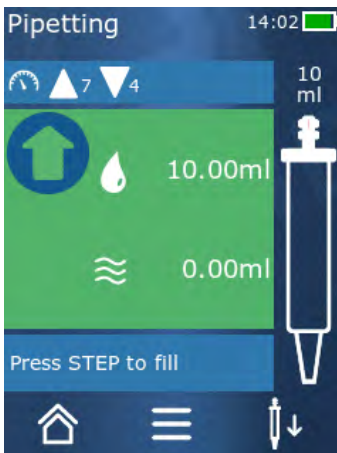 Pipetting 14:02
7 4
10
ml
10.00ml
0.00ml
Press STEP to fill